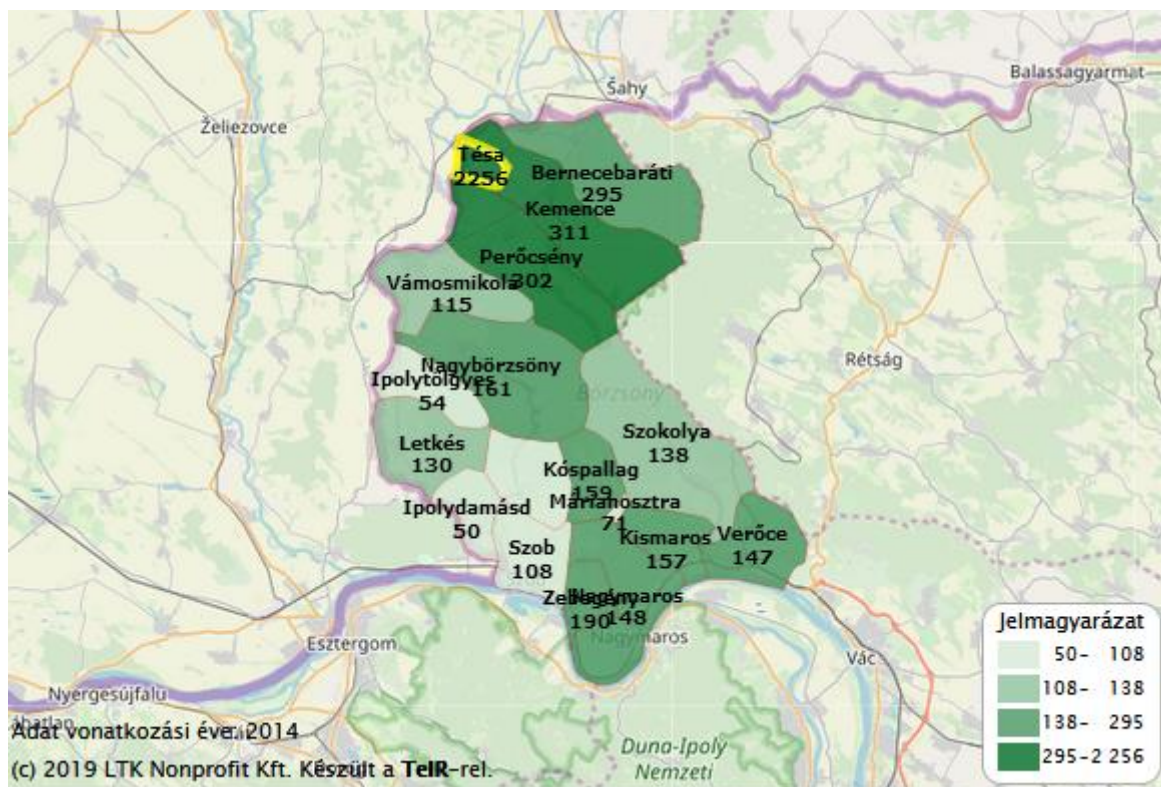 Šahy
Balassagyarmat
Želiezovce
Tésa
2256
Bernecebaráti
295
Kemence
311
Perőcsény
302
Vámosmikola
115
Rétság
Nagybörzsöny
161
Ipolytölgyes
54
Börzsöny
Letkés
130
Szokolya
138
Kóspallag
159
Márianosztra
71
Ipolydamásd
50
Kismaros
157
Verőce
147
Szob
108
Zebegény
190
Nagymaros
148
Nagymaros
Esztergom
Vác
Nyergesújfalu
Duna-Ipoly
Nemzeti
Jelmagyarázat
50- 108
108- 138
138- 295
295-2 256
Adat vonatkozási éve: 2014
(c) 2019 LTK Nonprofit Kft. Készült a TeIR-rel.